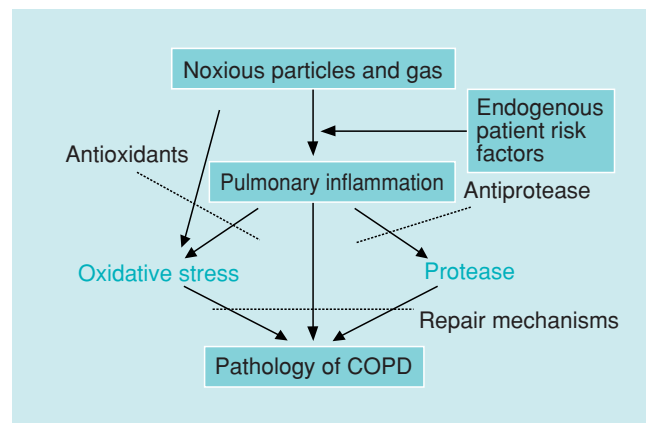 Noxious particles and gas
Endogenous
patient risk
factors
Antioxidants
Pulmonary inflammation
Antiprotease
Oxidative stress
Protease
Repair mechanisms
Pathology of COPD